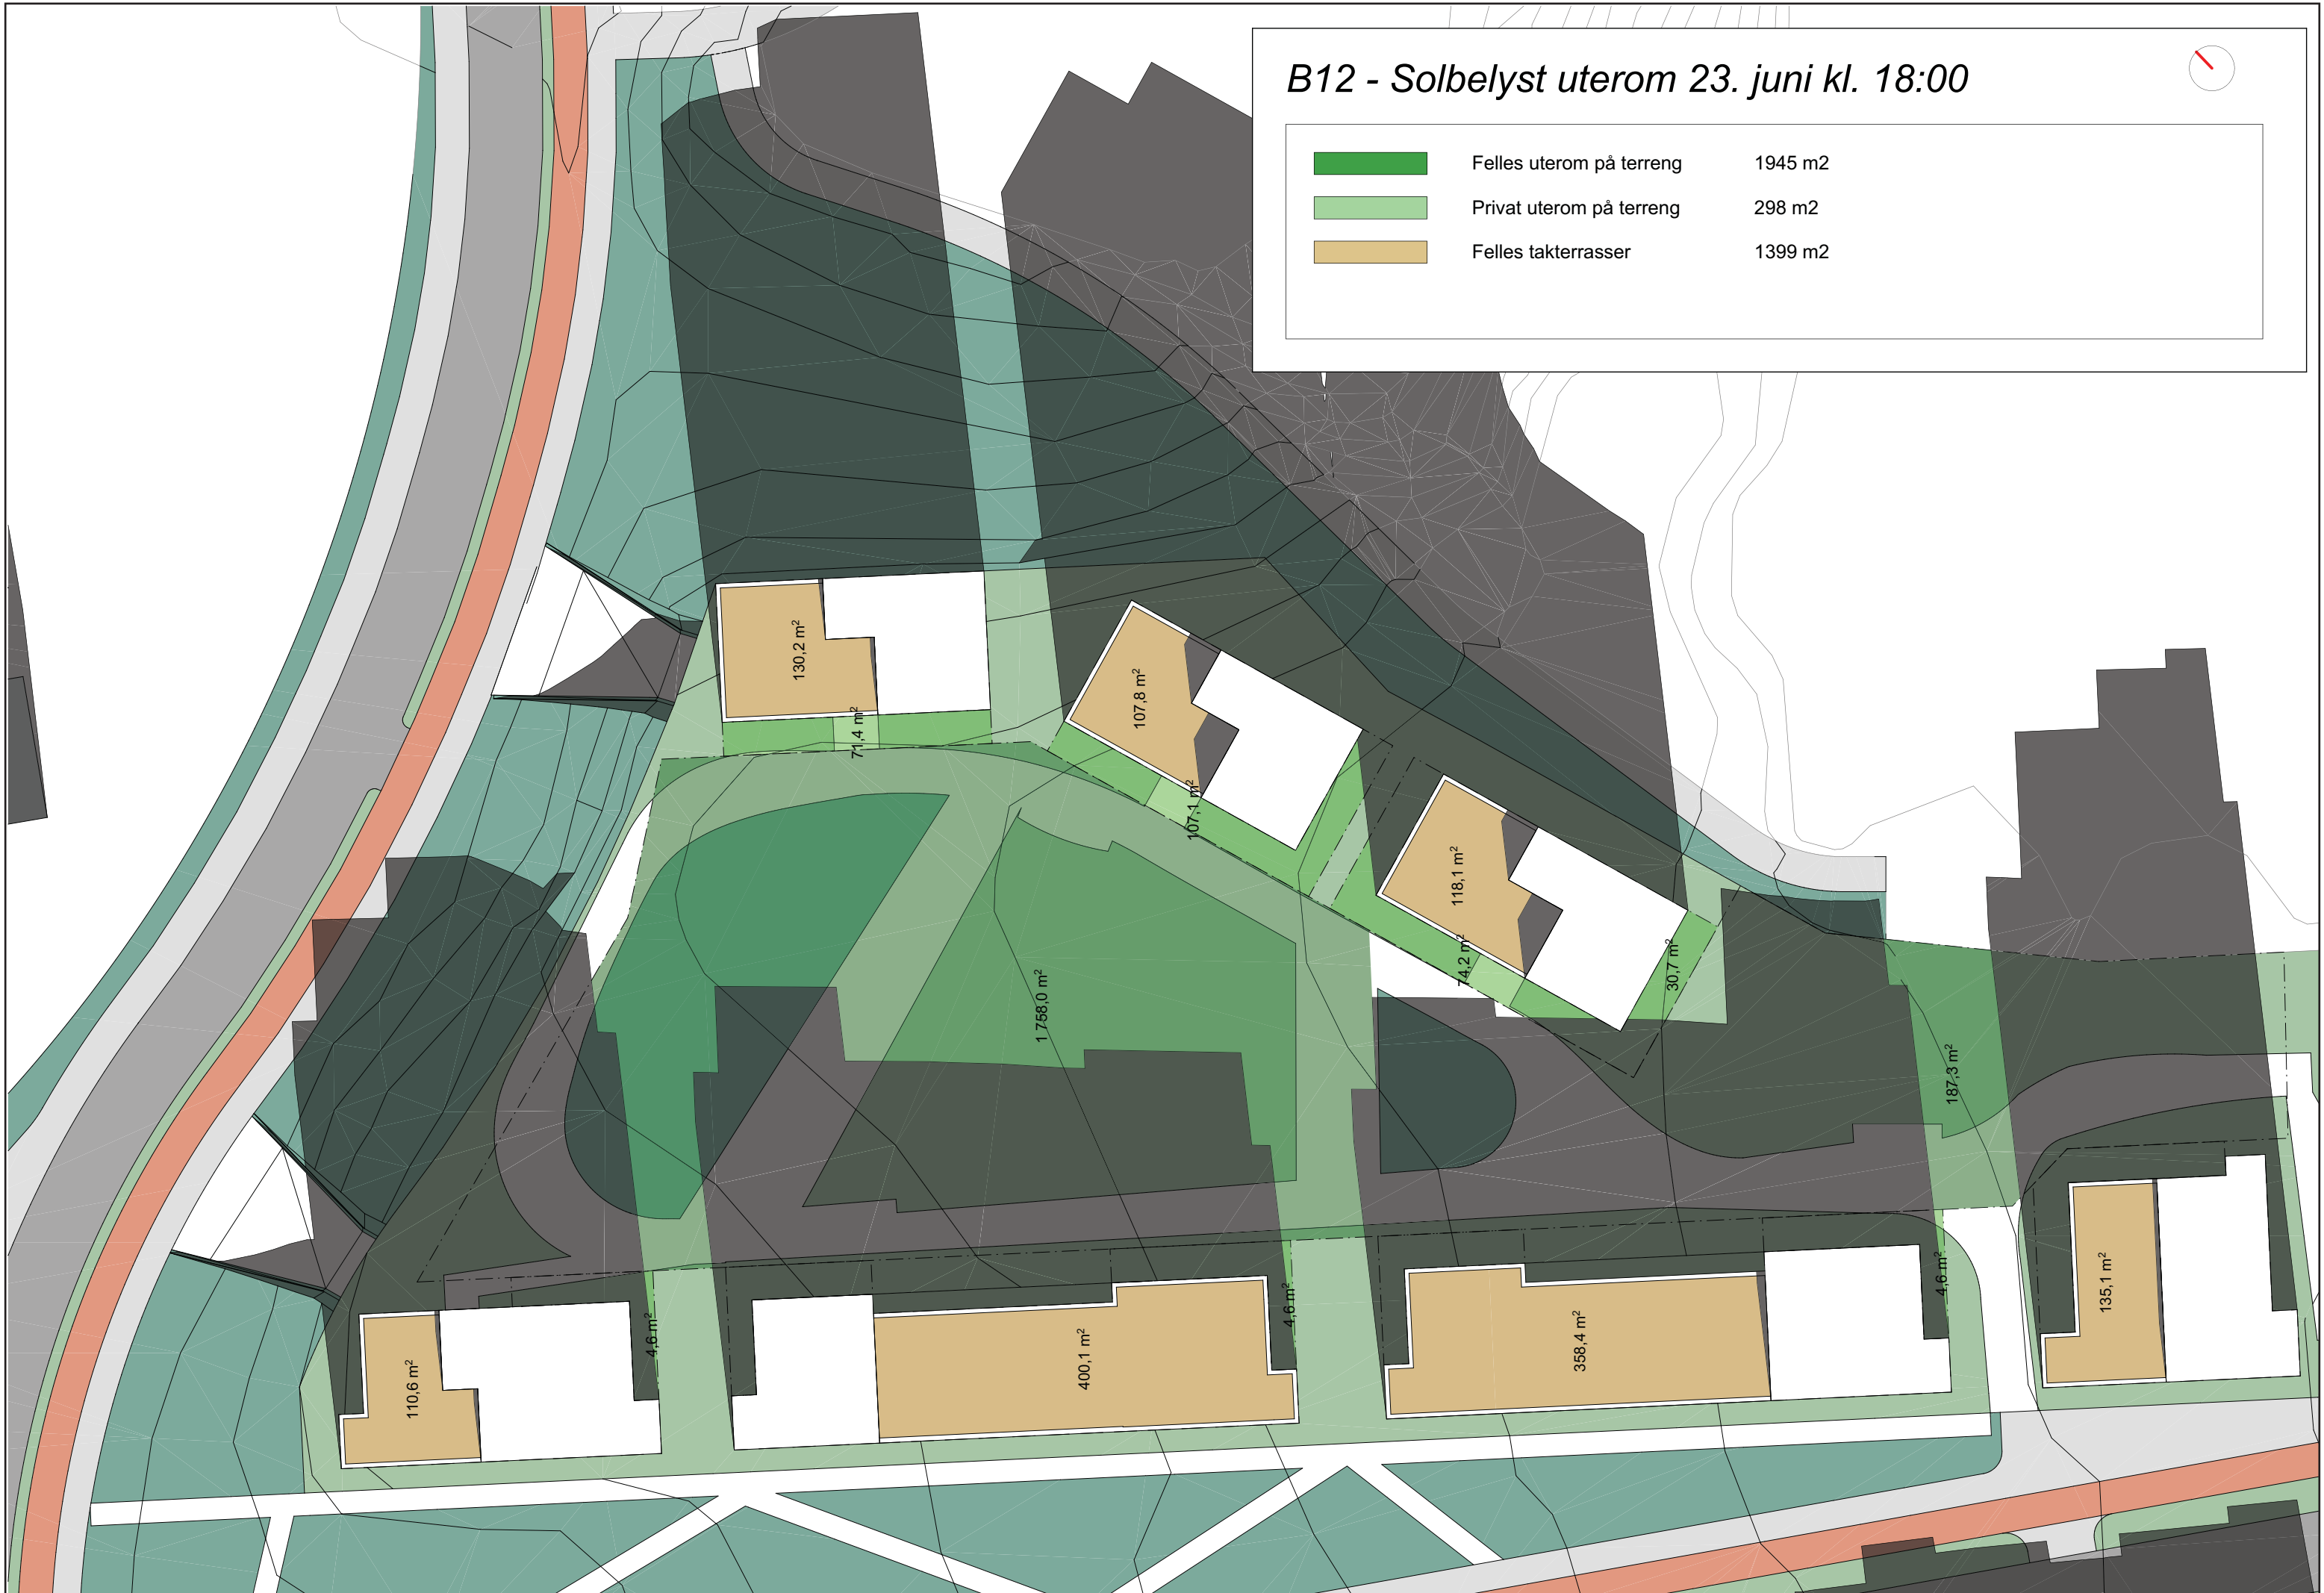 B12 - Solbelyst uterom 23. juni kl. 18:00
Felles uterom på terreng 1945 m2
Privat uterom på terreng 298 m2
Felles takterrasser 1399 m2
130,2 m²
71,4 m²
107,8 m²
107,1 m²
118,1 m²
74,2 m²
30,7 m²
1 758,0 m²
187,3 m²
110,6 m²
4,6 m²
400,1 m²
4,6 m²
358,4 m²
4,6 m²
135,1 m²